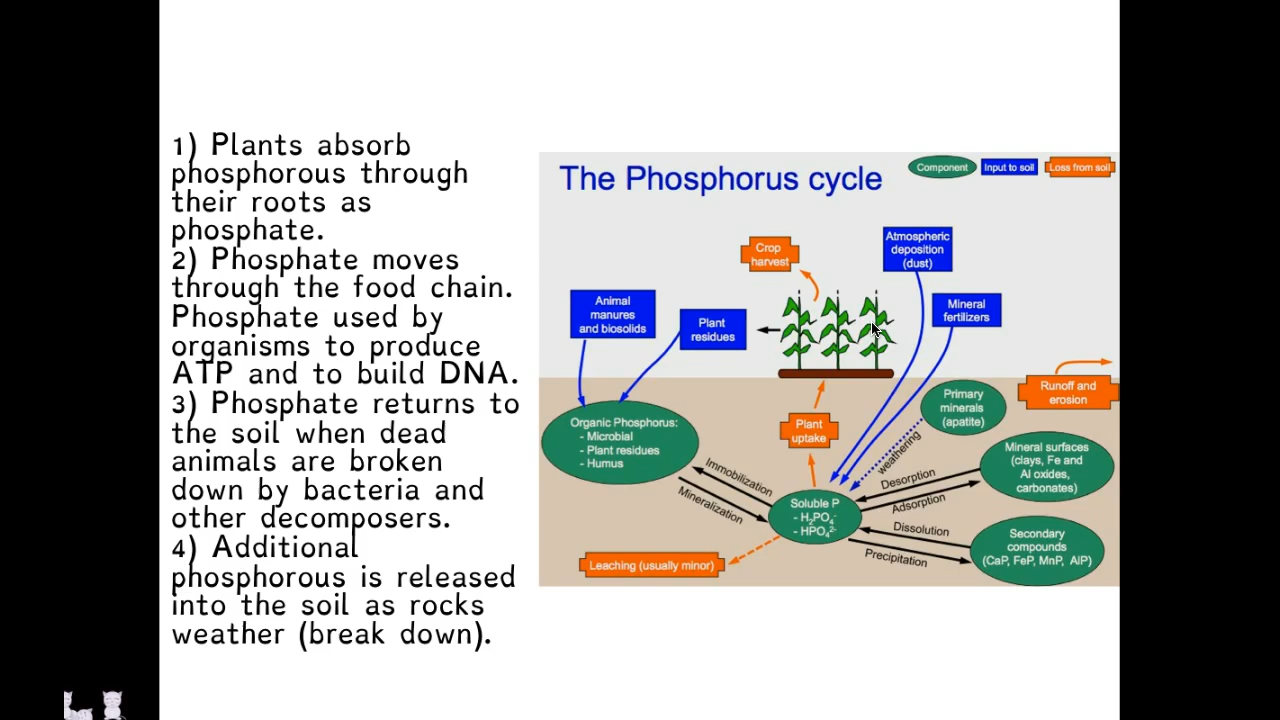 1) Plants absorb
phosphorous through
their roots as
phosphate.
2) Phosphate moves
through the food chain.
Phosphate used by
organisms to produce
ATP and to build DNA.
3) Phosphate returns to
the soil when dead
animals are broken
down by bacteria and
other decomposers.
4) Additional
phosphorous is released
into the soil as rocks
weather (break down).
The Phosphorus cycle
Component
Input to soil
Loss from soil
Crop
harvest
Atmospheric
deposition
(dust)
Animal
manures
and biosolids
Plant
residues
Mineral
fertilizers
Runoff and
erosion
Primary
minerals
(apatite)
Plant
uptake
Organic Phosphorus:
- Microbial
- Plant residues
- Humus
weathering
Mineral surfaces
(clays, Fe and
Al oxides,
carbonates)
Immobilization
Mineralization
Desorption
Adsorption
Soluble P
- H₂PO₄⁻
- HPO₄²⁻
Dissolution
Precipitation
Secondary
compounds
(CaP, FeP, MnP, AlP)
Leaching (usually minor)